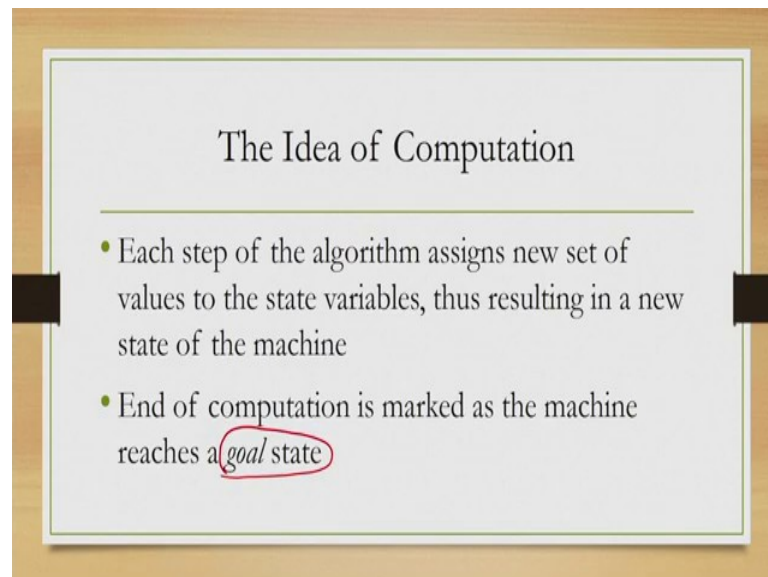 The Idea of Computation
• Each step of the algorithm assigns new set of
values to the state variables, thus resulting in a new
state of the machine
• End of computation is marked as the machine
reaches a goal state